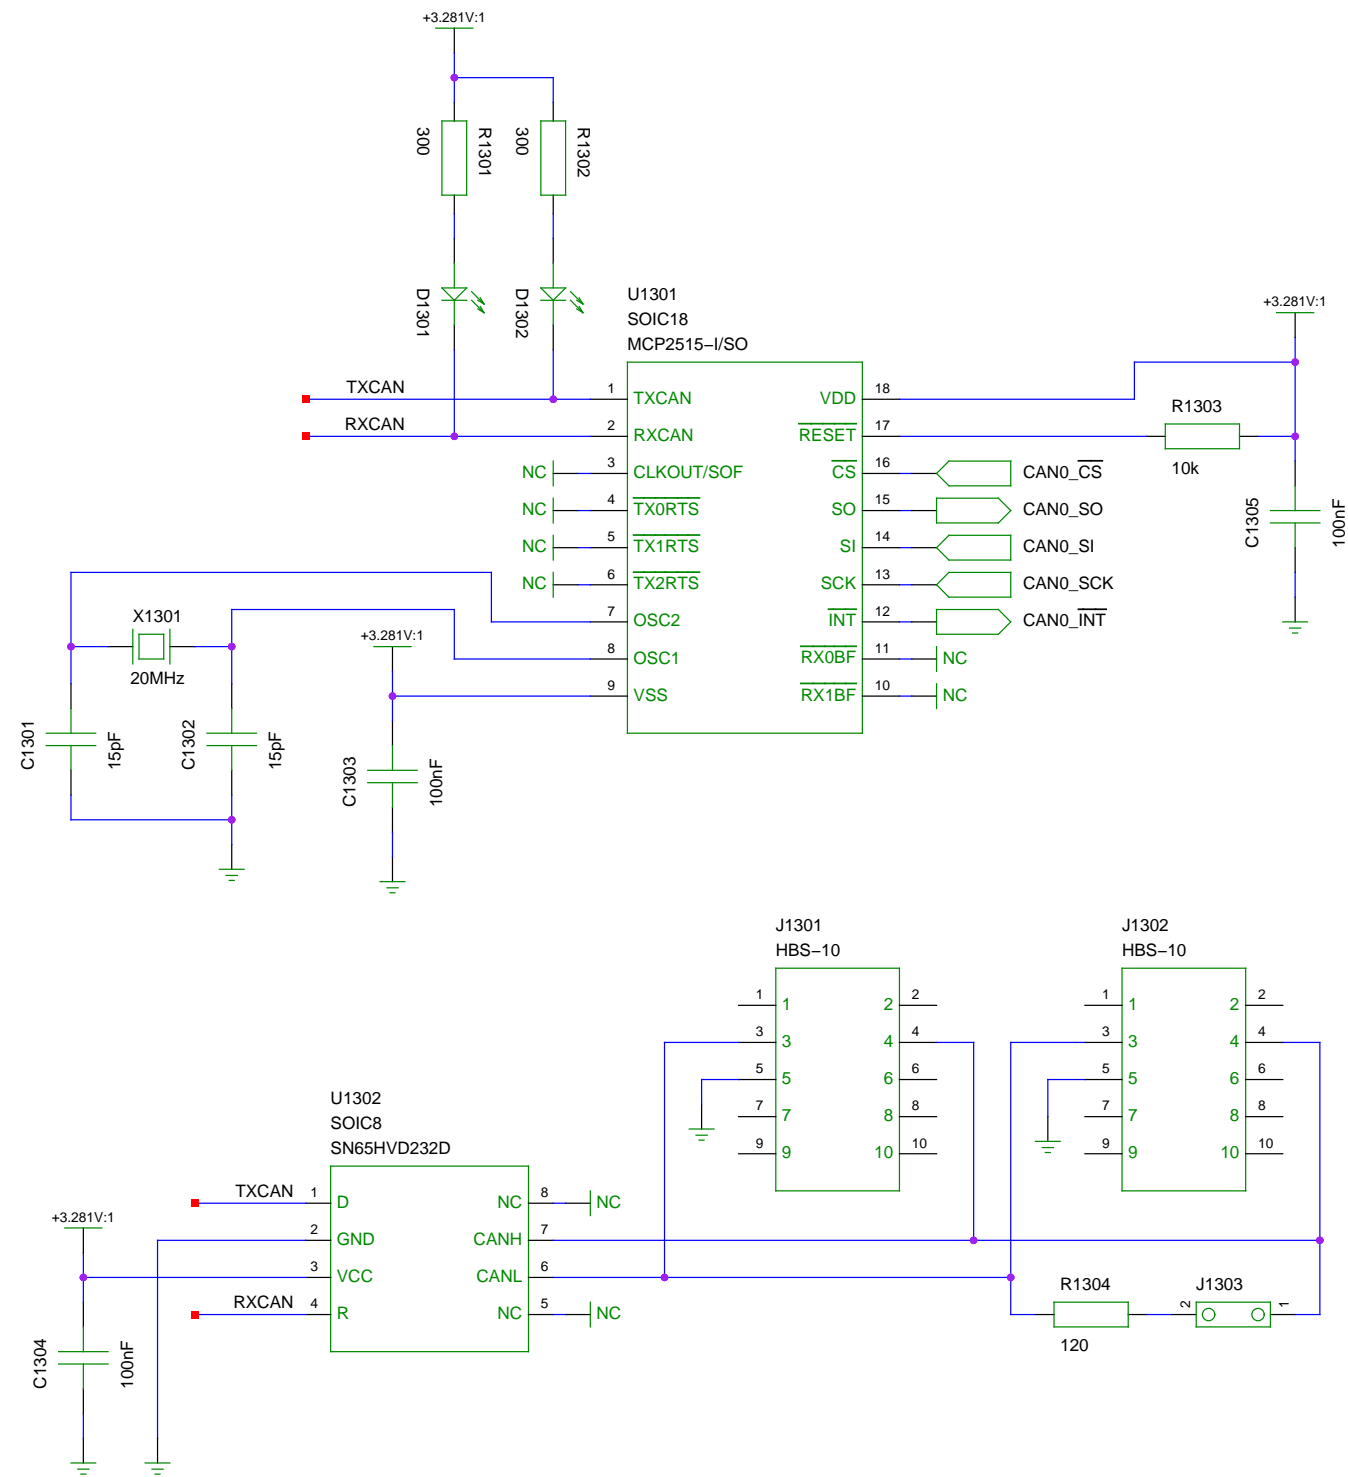 +3.281V:1
300
R1301
300
R1302
D1301
D1302
U1301
SOIC18
MCP2515-I/SO
+3.281V:1
TXCAN
1
TXCAN
VDD
18
RXCAN
2
RXCAN
RESET
17
R1303
10k
NC
3
CLKOUT/SOF
CS
16
CAN0_CS
NC
4
TX0RTS
SO
15
CAN0_SO
C1305
100nF
NC
5
TX1RTS
SI
14
CAN0_SI
NC
6
TX2RTS
SCK
13
CAN0_SCK
7
OSC2
INT
12
CAN0_INT
X1301
20MHz
+3.281V:1
8
OSC1
RX0BF
11
NC
9
VSS
RX1BF
10
NC
C1301
15pF
C1302
15pF
C1303
100nF
J1301
HBS-10
1
1
2
2
3
3
4
4
5
5
6
6
7
7
8
8
9
9
10
10
J1302
HBS-10
1
1
2
2
3
3
4
4
5
5
6
6
7
7
8
8
9
9
10
10
U1302
SOIC8
SN65HVD232D
TXCAN
1
D
NC
8
NC
+3.281V:1
2
GND
CANH
7
3
VCC
CANL
6
RXCAN
4
R
NC
5
NC
R1304
120
J1303
2
1
C1304
100nF